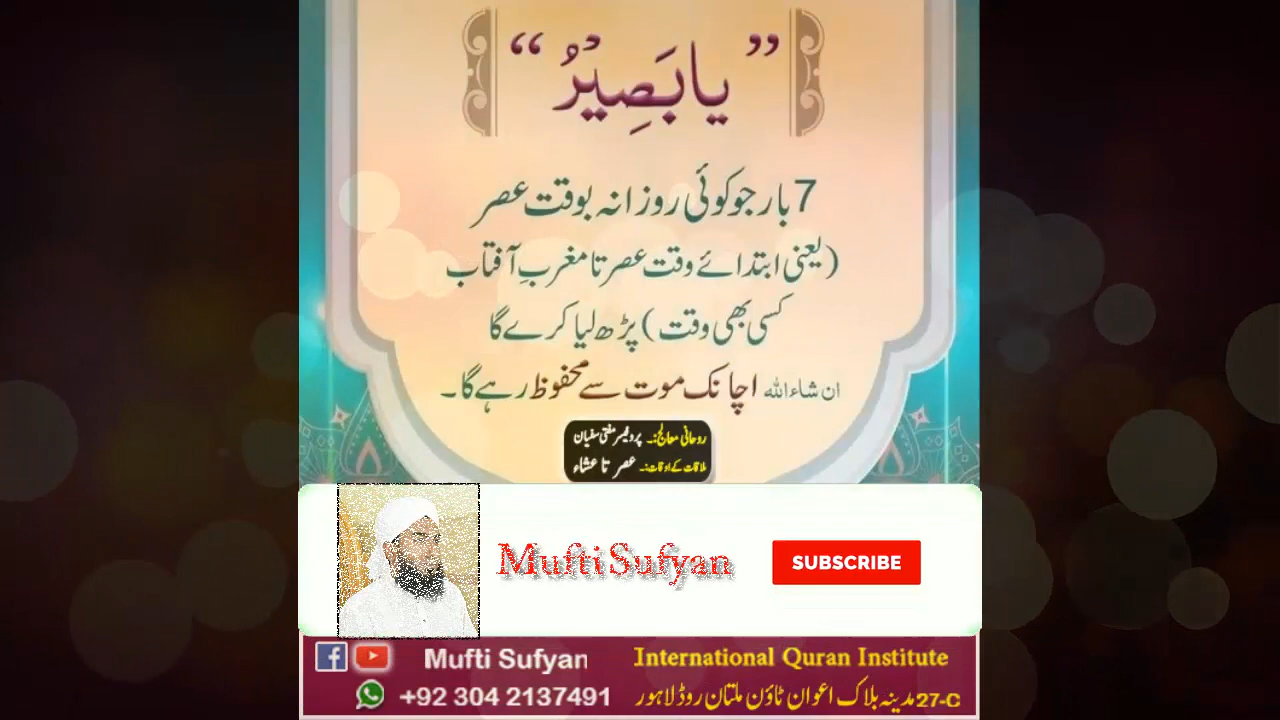 ”یا بَصِیْرُ“
7 بار جو کوئی روزانہ بوقت عصر
(یعنی ابتدائے وقت عصر تا مغربِ آفتاب
کسی بھی وقت) پڑھ لیا کرے گا
ان شاءاللہ اچانک موت سے محفوظ رہے گا۔
روحانی معالج:۔ پروفیسر مفتی سفیان
ملاقات کے اوقات:۔ عصر تا عشاء
Mufti Sufyan
SUBSCRIBE
Mufti Sufyan
International Quran Institute
+92 304 2137491
27-C مدینہ بلاک اعوان ٹاؤن ملتان روڈ لاہور